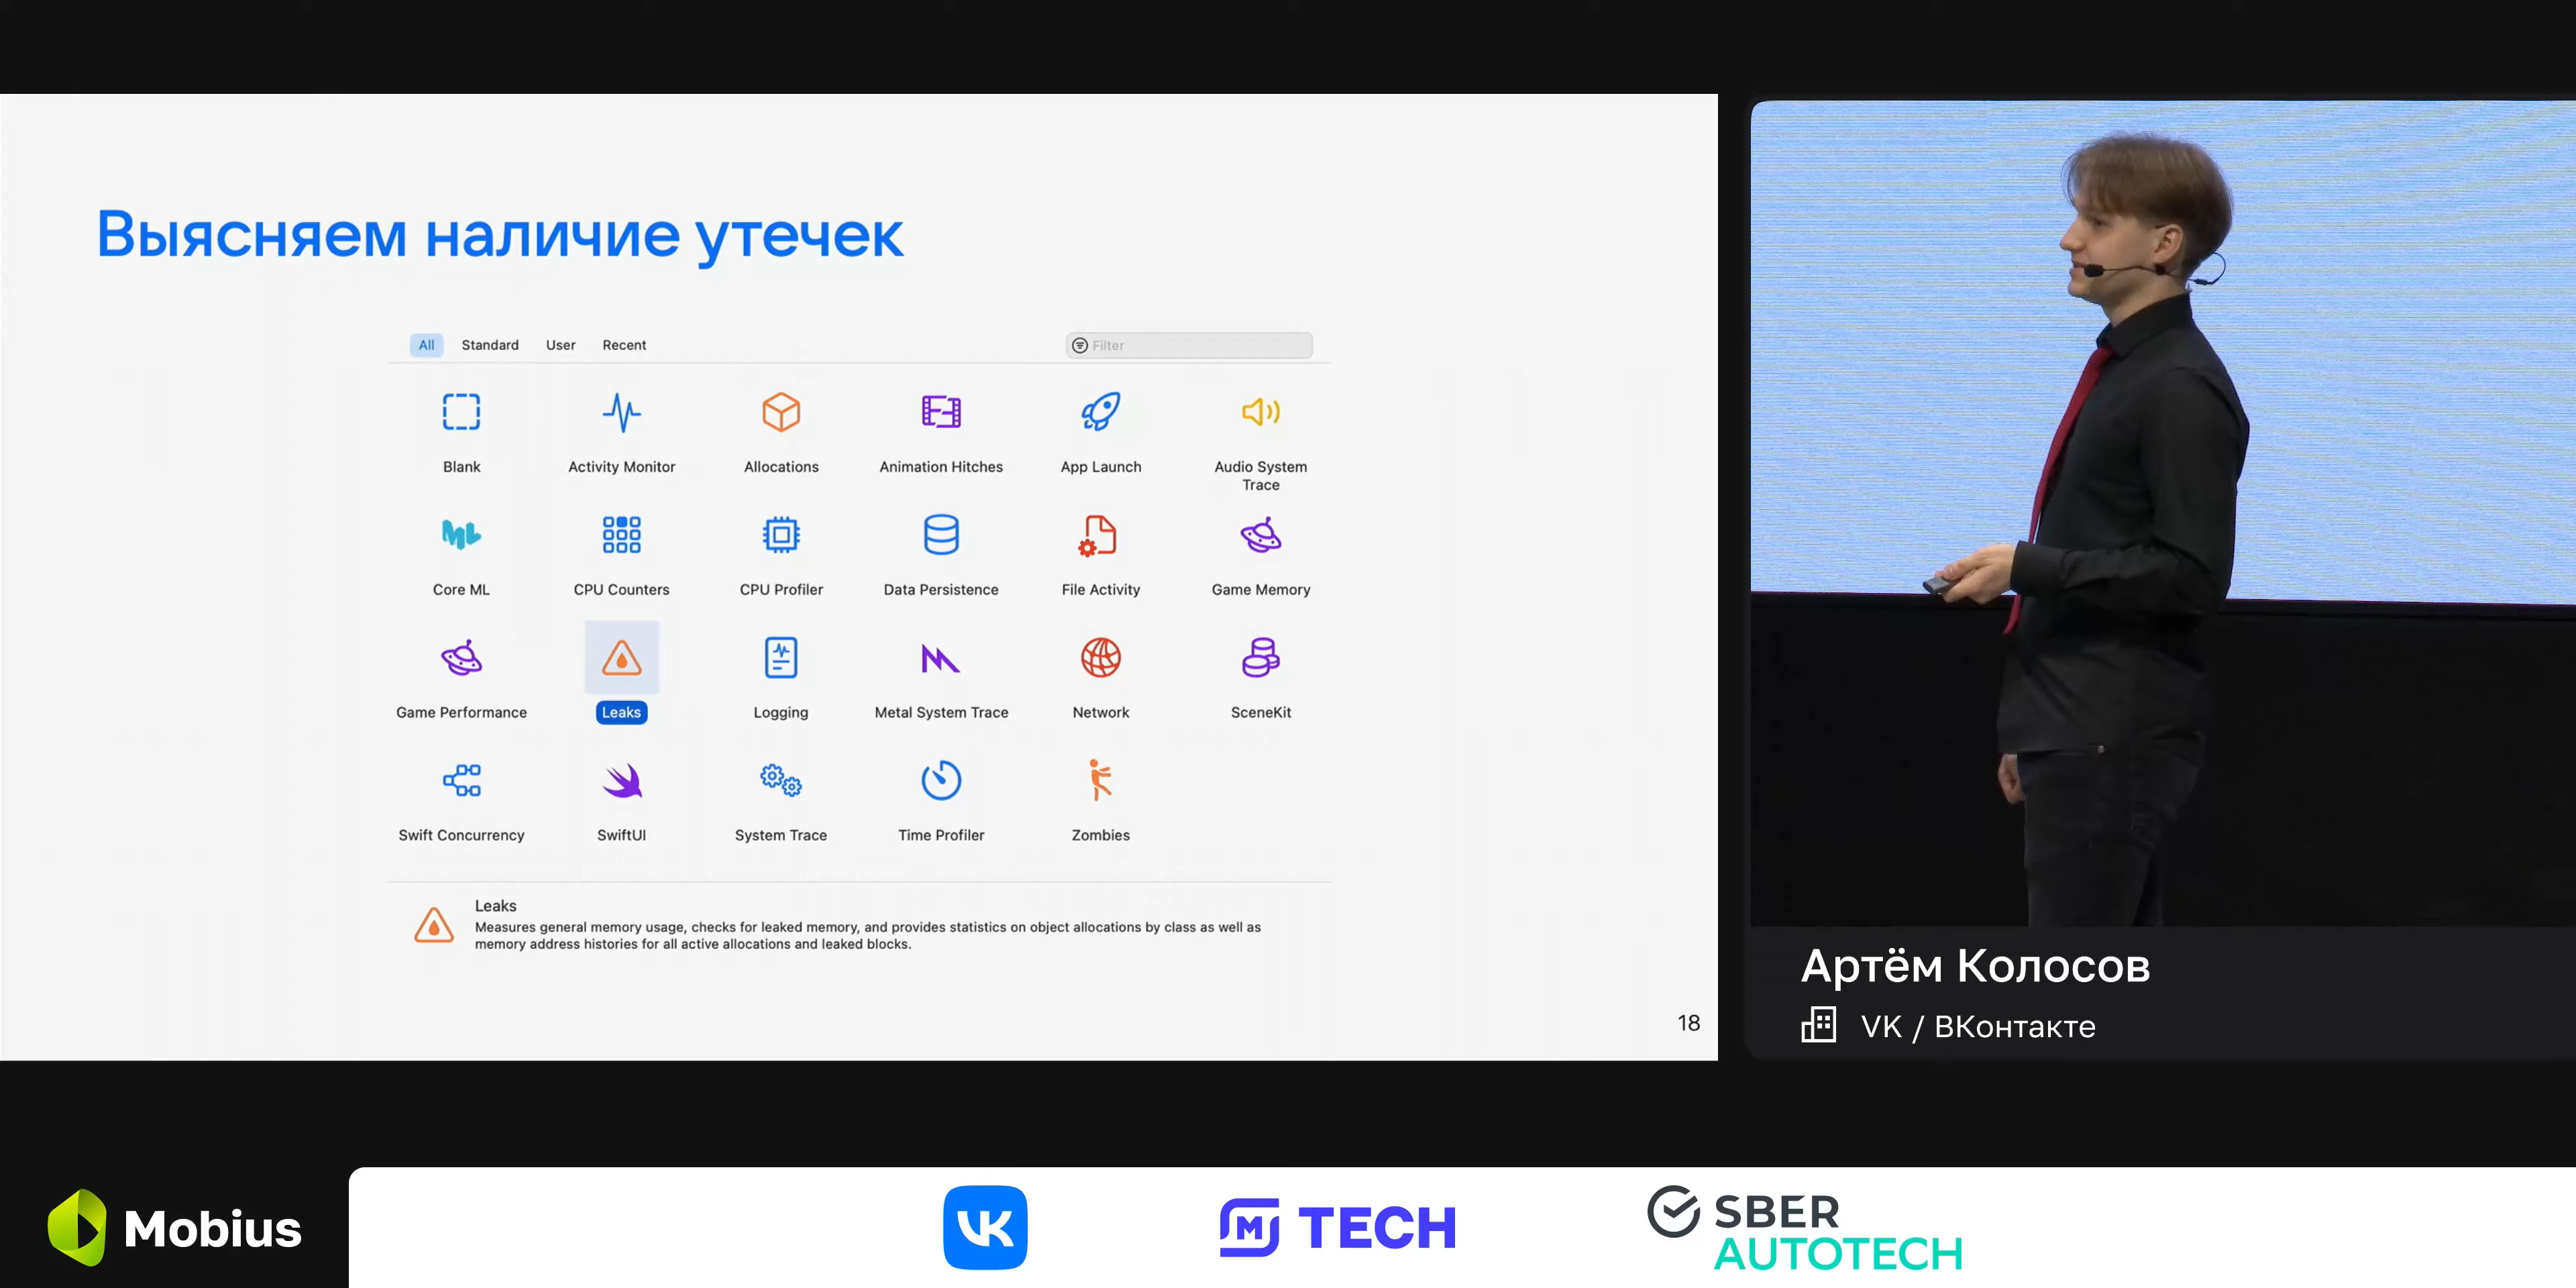 Выясняем наличие утечек
All Standard User Recent Filter
Blank
Activity Monitor
Allocations
Animation Hitches
App Launch
Audio System
Trace
Core ML
CPU Counters
CPU Profiler
Data Persistence
File Activity
Game Memory
Game Performance
Leaks
Logging
Metal System Trace
Network
SceneKit
Swift Concurrency
SwiftUI
System Trace
Time Profiler
Zombies
Leaks
Measures general memory usage, checks for leaked memory, and provides statistics on object allocations by class as well as
memory address histories for all active allocations and leaked blocks.
18
Артём Колосов
VK / ВКонтакте
Mobius
VK
M TECH
SBER
AUTOTECH